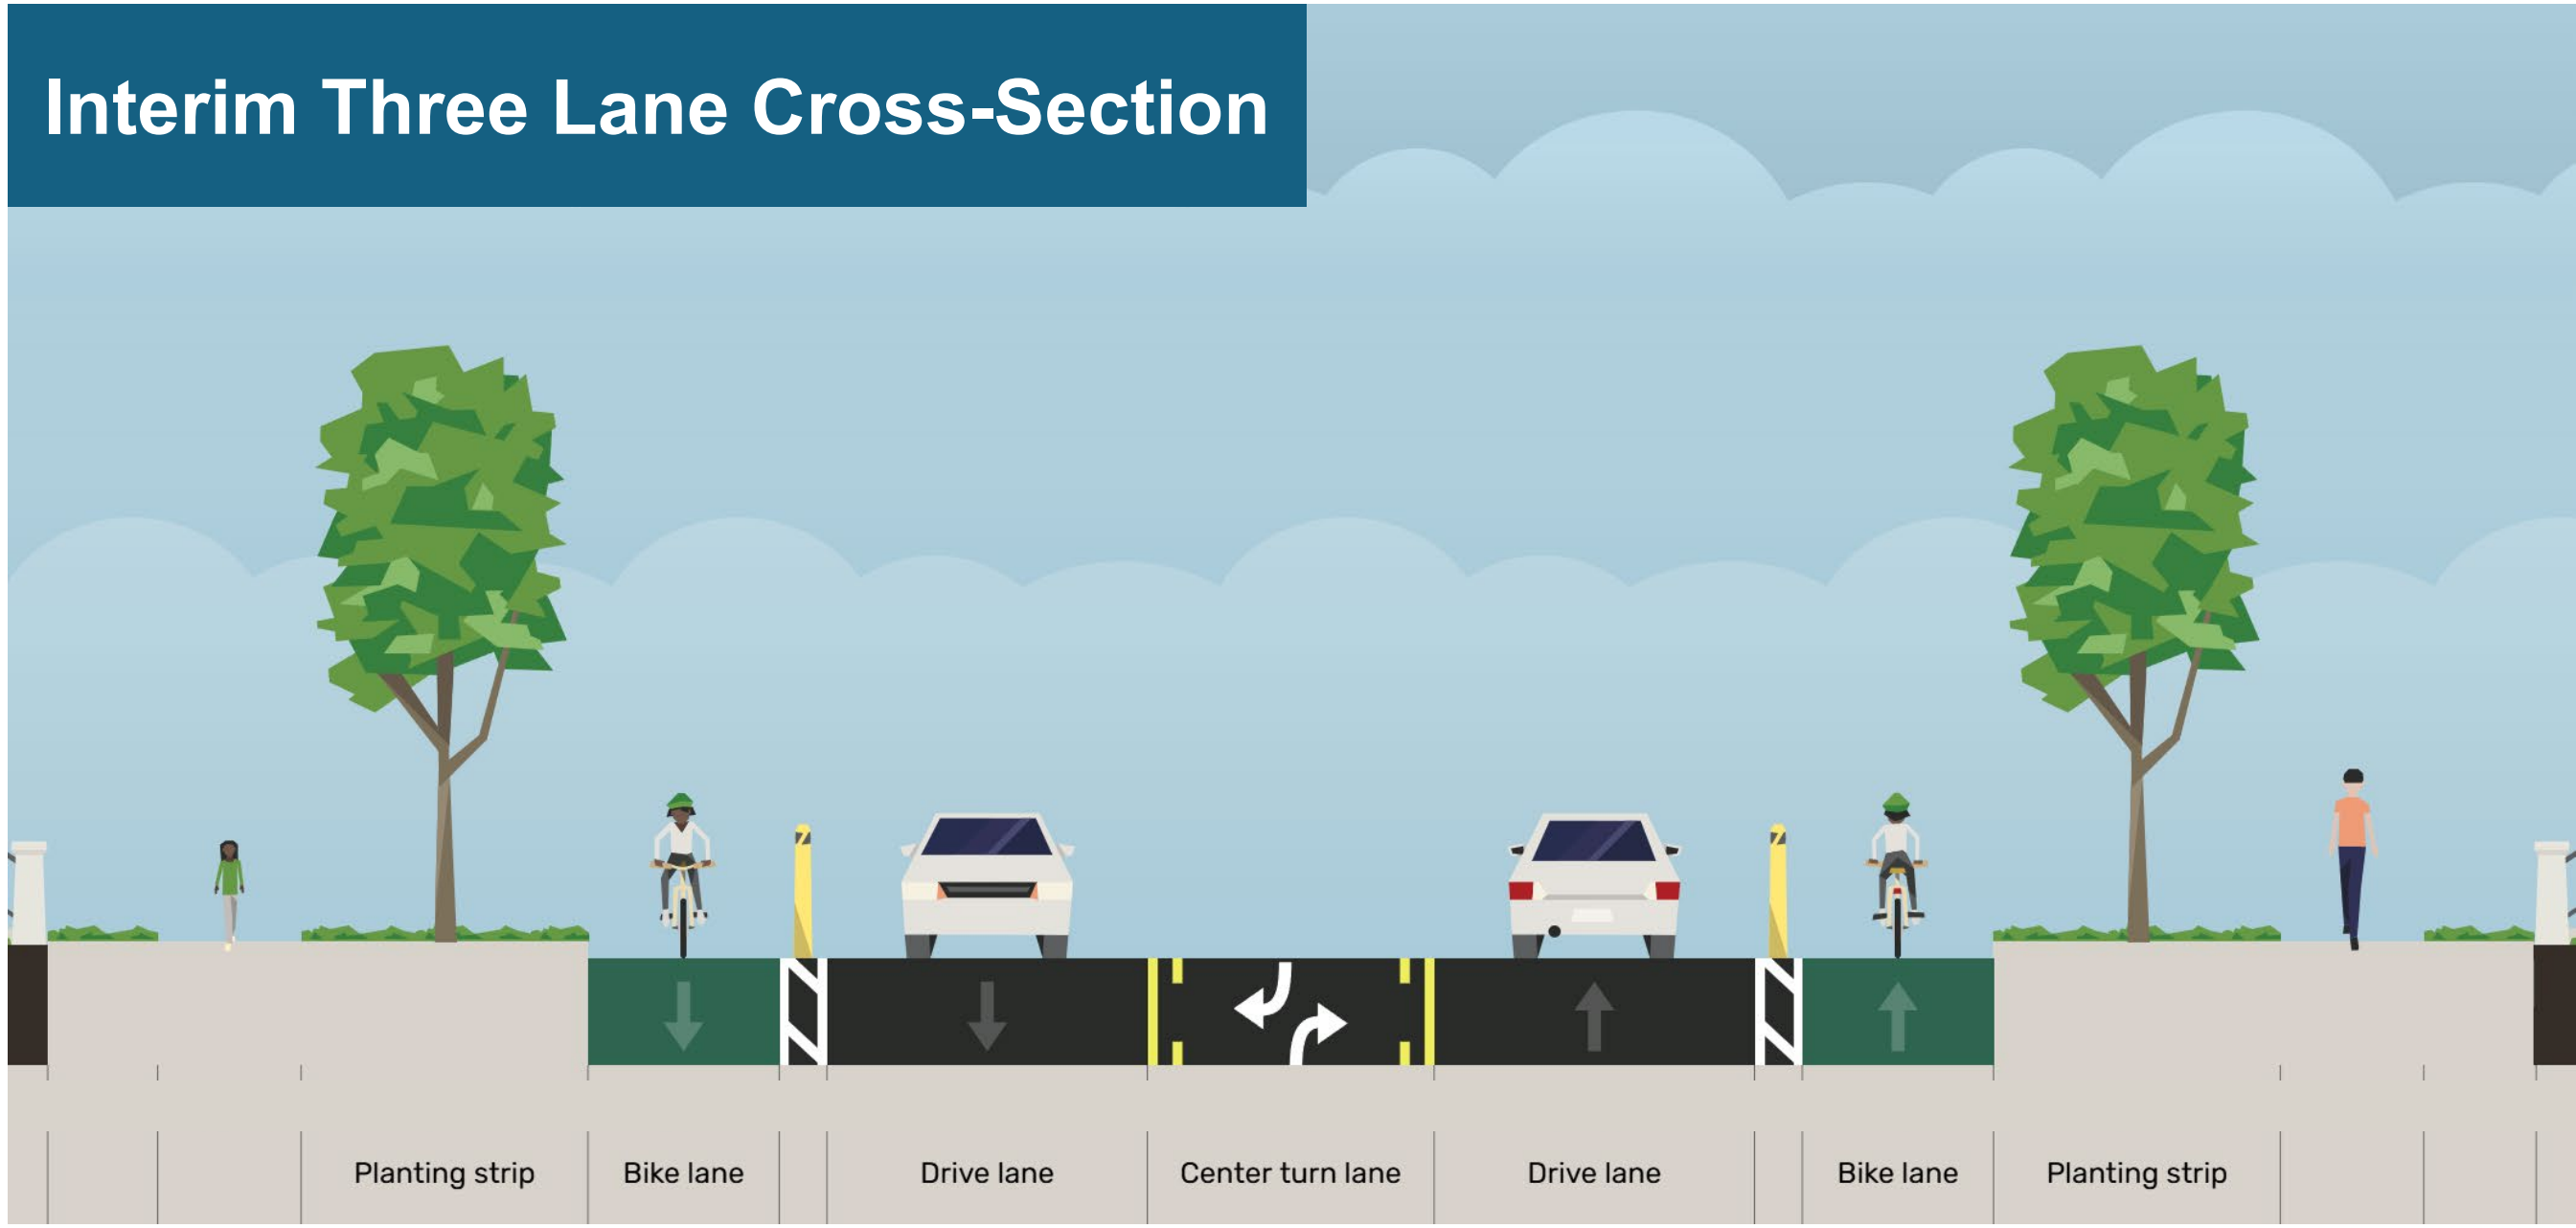 Interim Three Lane Cross-Section
Planting strip
Bike lane
Drive lane
Center turn lane
Drive lane
Bike lane
Planting strip